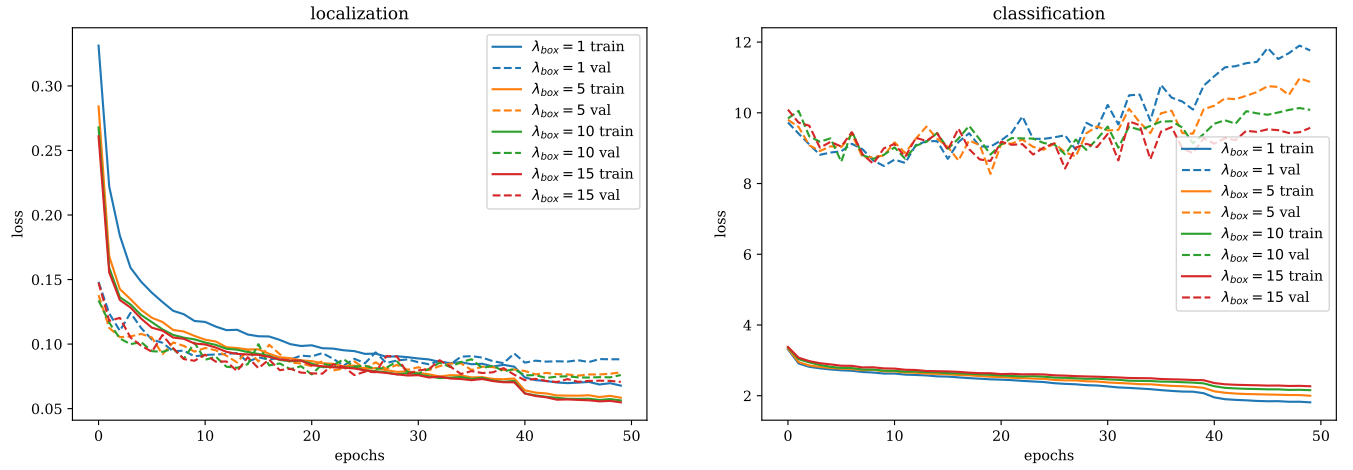 localization
loss
0.30
0.25
0.20
0.15
0.10
0.05
λbox = 1 train
λbox = 1 val
λbox = 5 train
λbox = 5 val
λbox = 10 train
λbox = 10 val
λbox = 15 train
λbox = 15 val
0 10 20 30 40 50
epochs
classification
loss
12
10
8
6
4
2
λbox = 1 train
λbox = 1 val
λbox = 5 train
λbox = 5 val
λbox = 10 train
λbox = 10 val
λbox = 15 train
λbox = 15 val
0 10 20 30 40 50
epochs